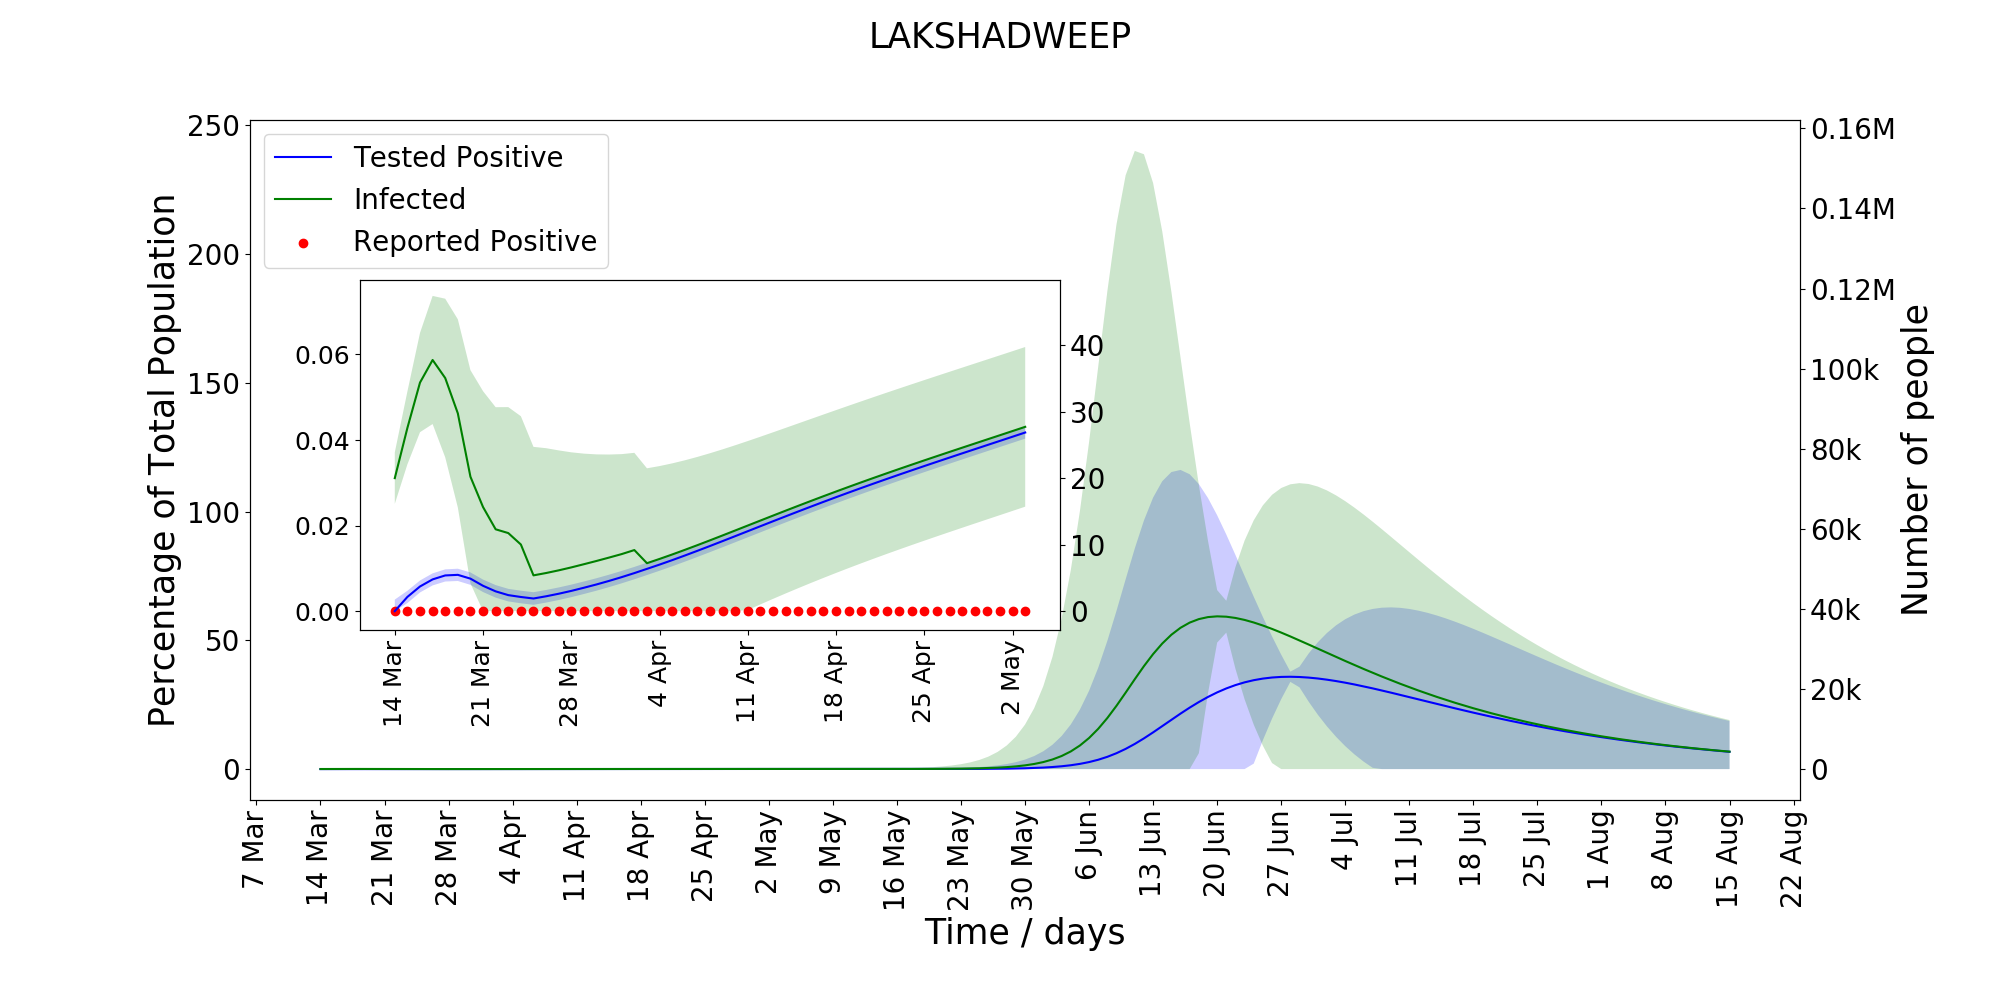 LAKSHADWEEP
Tested Positive
Infected
Reported Positive
Percentage of Total Population
250
200
150
100
50
0
0.06
0.04
0.02
0.00
40
30
20
10
0
14 Mar
21 Mar
28 Mar
4 Apr
11 Apr
18 Apr
25 Apr
2 May
0.16M
0.14M
0.12M
100k
80k
60k
40k
20k
0
Number of people
7 Mar
14 Mar
21 Mar
28 Mar
4 Apr
11 Apr
18 Apr
25 Apr
2 May
9 May
16 May
23 May
30 May
6 Jun
13 Jun
20 Jun
27 Jun
4 Jul
11 Jul
18 Jul
25 Jul
1 Aug
8 Aug
15 Aug
22 Aug
Time / days